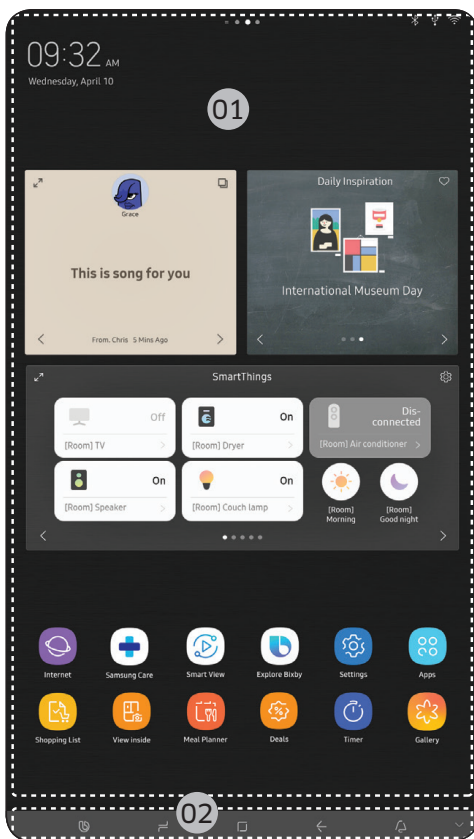 09:32 AM
Wednesday, April 10
01
Grace
This is song for you
From. Chris 5 Mins Ago
Daily Inspiration
International Museum Day
SmartThings
Off
[Room] TV
On
[Room] Dryer
Dis-
connected
[Room] Air conditioner
On
[Room] Speaker
On
[Room] Couch lamp
[Room]
Morning
[Room]
Good night
Internet
Samsung Care
Smart View
Explore Bixby
Settings
Apps
Shopping List
View inside
Meal Planner
Deals
Timer
Gallery
02